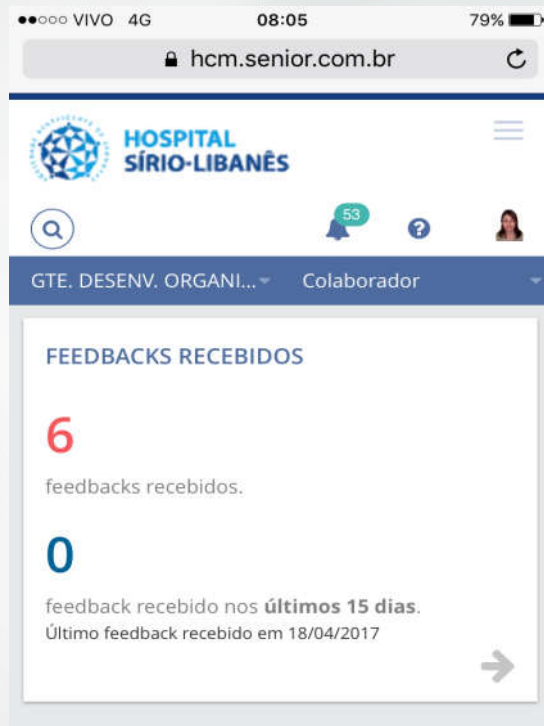 VIVO 4G 08:05 79%
hcm.senior.com.br
HOSPITAL
SÍRIO-LIBANÊS
53
?
GTE. DESENV. ORGANI... Colaborador
FEEDBACKS RECEBIDOS
6
feedbacks recebidos.
0
feedback recebido nos últimos 15 dias.
Último feedback recebido em 18/04/2017